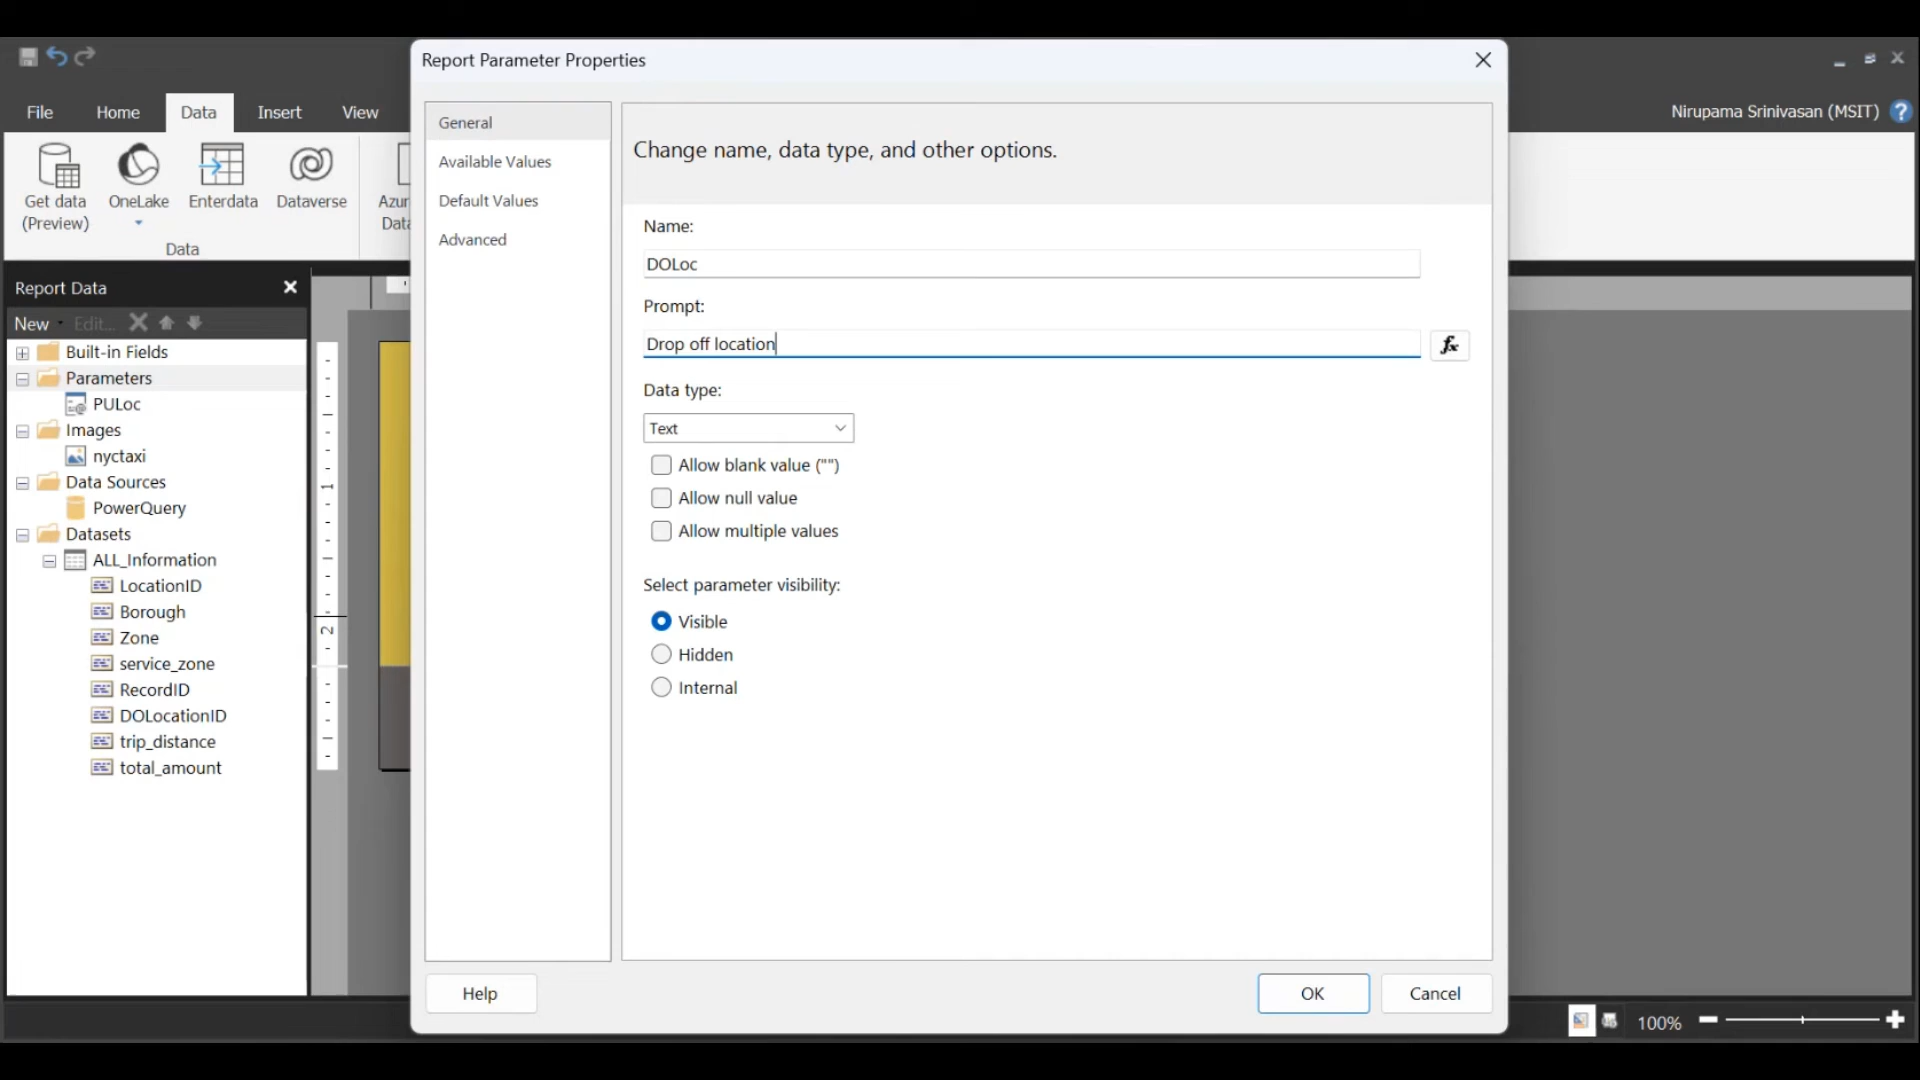 Report Parameter Properties
File
Home
Data
Insert
View
Nirupama Srinivasan (MSIT)
?
Get data
(Preview)
OneLake
Enterdata
Dataverse
Data
General
Available Values
Default Values
Advanced
Change name, data type, and other options.
Name:
DOLoc
Prompt:
Drop off location
fx
Data type:
Text
Allow blank value ("")
Allow null value
Allow multiple values
Select parameter visibility:
Visible
Hidden
Internal
Report Data
New
Edit...
Built-in Fields
Parameters
PULoc
Images
nyctaxi
Data Sources
PowerQuery
Datasets
ALL_Information
LocationID
Borough
Zone
service_zone
RecordID
DOLocationID
trip_distance
total_amount
1
2
Help
OK
Cancel
100%